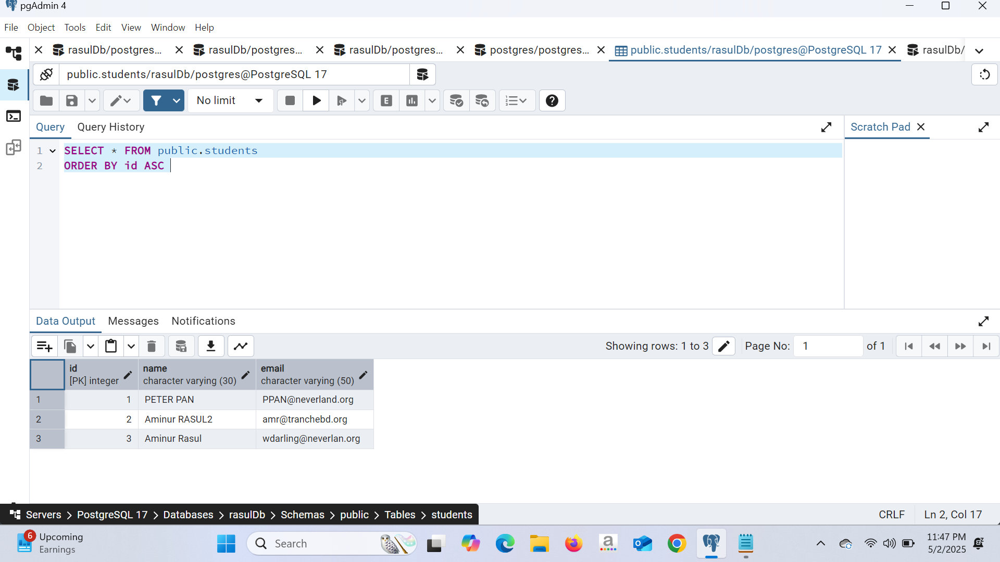 pgAdmin 4
File Object Tools Edit View Window Help
rasulDb/postgres... rasulDb/postgres... rasulDb/postgres... postgres/postgres... public.students/rasulDb/postgres@PostgreSQL 17 rasulDb/
public.students/rasulDb/postgres@PostgreSQL 17
No limit E
Query Query History Scratch Pad
1 SELECT * FROM public.students
2 ORDER BY id ASC
Data Output Messages Notifications
Showing rows: 1 to 3 Page No: 1 of 1
id name email
[PK] integer character varying (30) character varying (50)
1 1 PETER PAN PPAN@neverland.org
2 2 Aminur RASUL2 amr@tranchebd.org
3 3 Aminur Rasul wdarling@neverlan.org
Servers > PostgreSQL 17 > Databases > rasulDb > Schemas > public > Tables > students CRLF Ln 2, Col 17
6 Upcoming
Earnings
Search
a
11:47 PM
5/2/2025